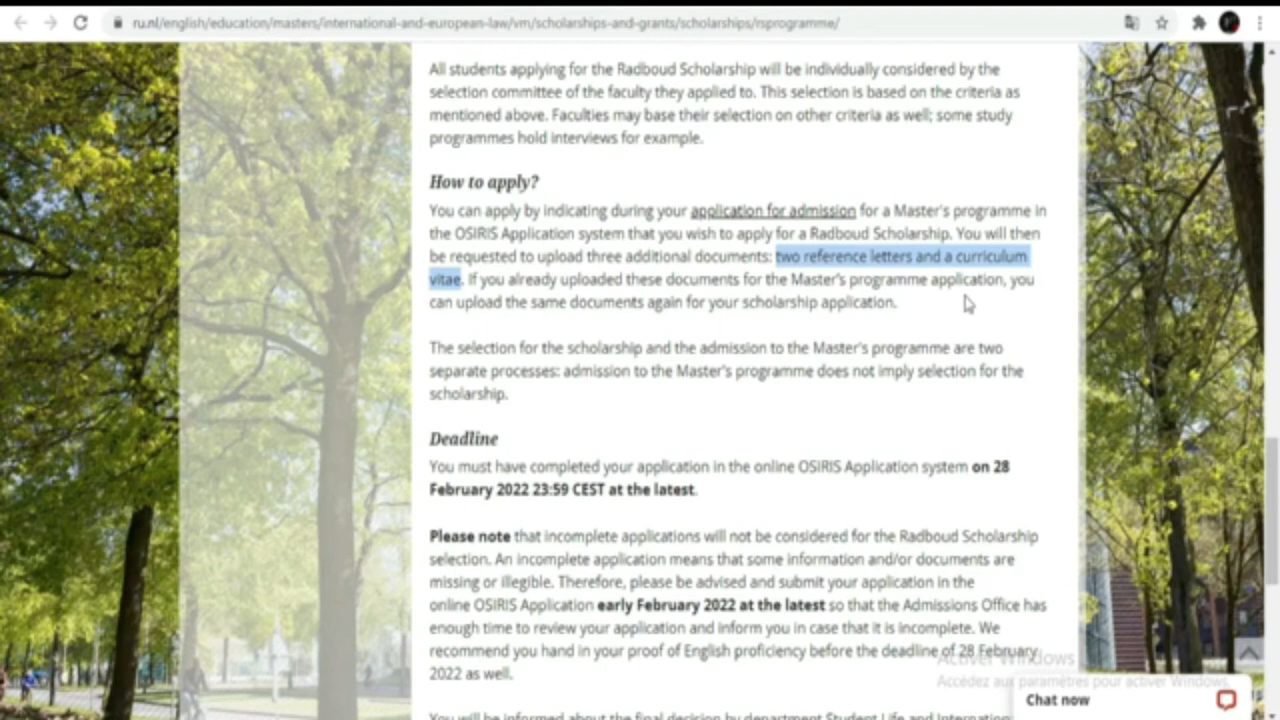 ru.nl/english/education/masters/international-and-european-law/vm/scholarships-and-grants/scholarships/rsprogramme/
All students applying for the Radboud Scholarship will be individually considered by the
selection committee of the faculty they applied to. This selection is based on the criteria as
mentioned above. Faculties may base their selection on other criteria as well; some study
programmes hold interviews for example.
How to apply?
You can apply by indicating during your application for admission for a Master's programme in
the OSIRIS Application system that you wish to apply for a Radboud Scholarship. You will then
be requested to upload three additional documents: two reference letters and a curriculum
vitae. If you already uploaded these documents for the Master's programme application, you
can upload the same documents again for your scholarship application.
The selection for the scholarship and the admission to the Master's programme are two
separate processes: admission to the Master's programme does not imply selection for the
scholarship.
Deadline
You must have completed your application in the online OSIRIS Application system on 28
February 2022 23:59 CEST at the latest.
Please note that incomplete applications will not be considered for the Radboud Scholarship
selection. An incomplete application means that some information and/or documents are
missing or illegible. Therefore, please be advised and submit your application in the
online OSIRIS Application early February 2022 at the latest so that the Admissions Office has
enough time to review your application and inform you in case that it is incomplete. We
recommend you hand in your proof of English proficiency before the deadline of 28 February
2022 as well.
Activer Windows
Accédez aux paramètres pour activer Windows.
Chat now
You will be informed about the final decision by department Student Life and